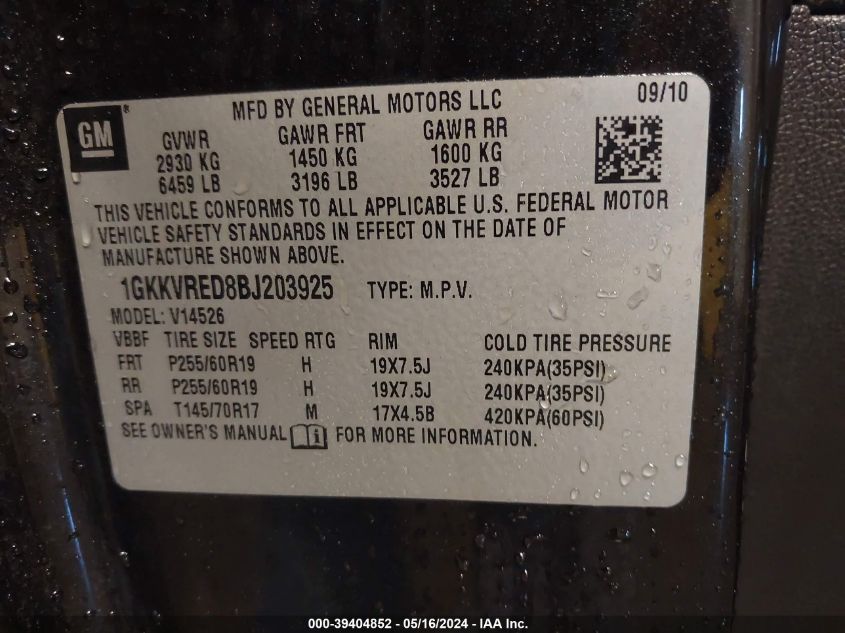 MFD BY GENERAL MOTORS LLC 09/10
GM®
GVWR GAWR FRT GAWR RR
2930 KG 1450 KG 1600 KG
6459 LB 3196 LB 3527 LB
THIS VEHICLE CONFORMS TO ALL APPLICABLE U.S. FEDERAL MOTOR
VEHICLE SAFETY STANDARDS IN EFFECT ON THE DATE OF
MANUFACTURE SHOWN ABOVE.
1GKKVRED8BJ203925 TYPE: M.P.V.
MODEL: V14526
VBBF TIRE SIZE SPEED RTG RIM COLD TIRE PRESSURE
FRT P255/60R19 H 19X7.5J 240KPA(35PSI)
RR P255/60R19 H 19X7.5J 240KPA(35PSI)
SPA T145/70R17 M 17X4.5B 420KPA(60PSI)
SEE OWNER'S MANUAL FOR MORE INFORMATION.
000-39404852 - 05/16/2024 - IAA, Inc.